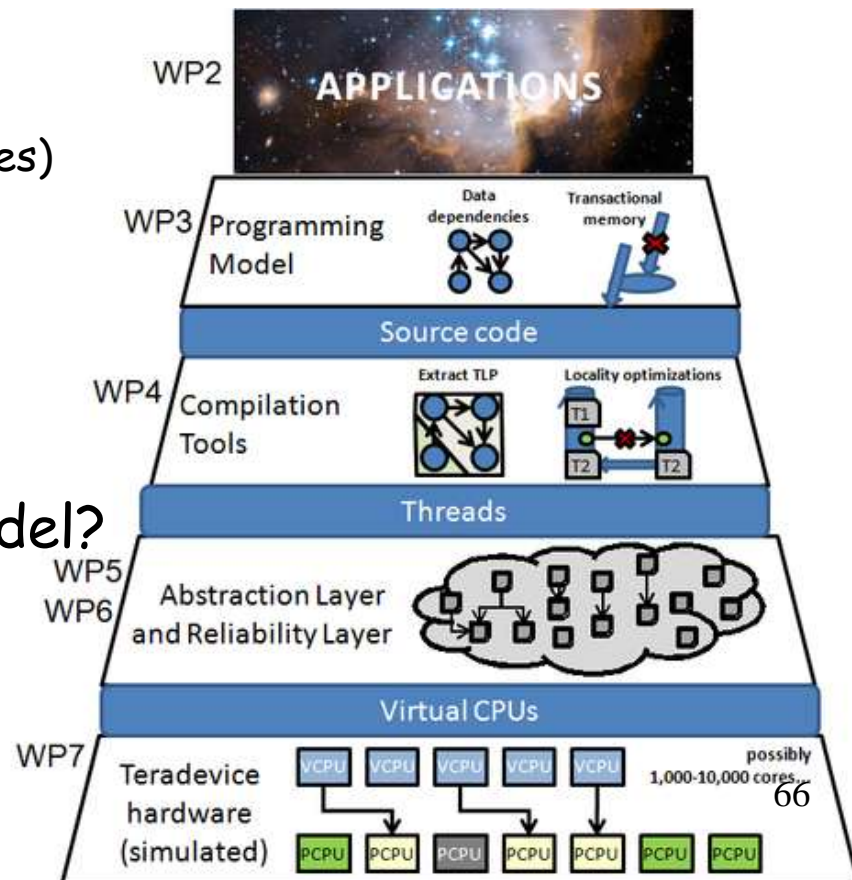 WP2
APPLICATIONS
es)
WP3
Programming
Model
Data
dependencies
Transactional
memory
Source code
WP4
Compilation
Tools
Extract TLP
Locality optimizations
T1
T2
T2
Threads
del?
WP5
WP6
Abstraction Layer
and Reliability Layer
Virtual CPUs
WP7
Teradevice
hardware
(simulated)
VCPU VCPU VCPU VCPU VCPU
possibly
1,000-10,000 cores...
66
PCPU PCPU PCPU PCPU PCPU PCPU PCPU